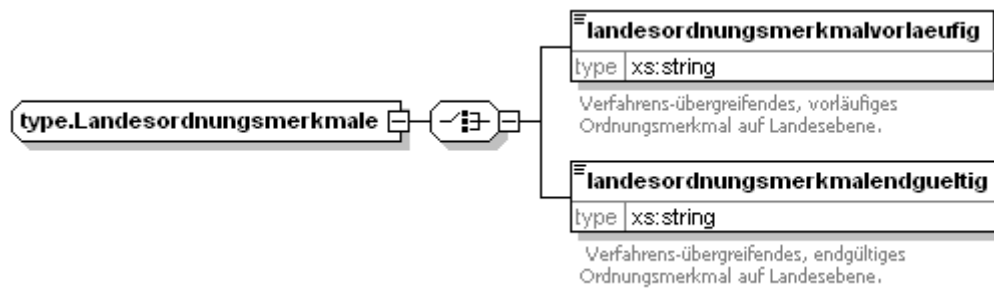 landesordnungsmerkmalvorlaeufig
type xs:string
Verfahrens-übergreifendes, vorläufiges
Ordnungsmerkmal auf Landesebene.
type.Landesordnungsmerkmale
landesordnungsmerkmalendgueltig
type xs:string
Verfahrens-übergreifendes, endgültiges
Ordnungsmerkmal auf Landesebene.